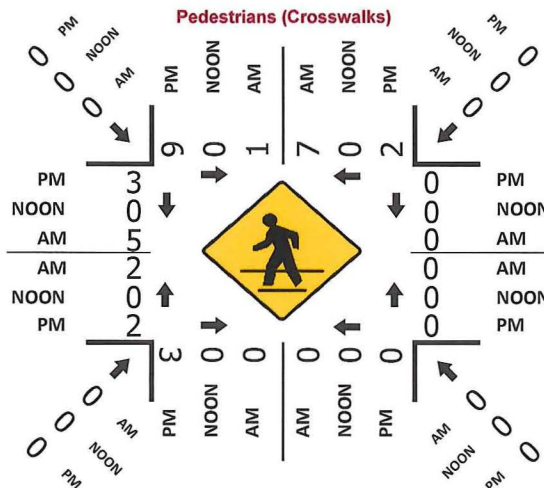 Pedestrians (Crosswalks)
PM NOON AM
0 0 0
PM NOON AM AM NOON PM
6 0 1 7 0 2
PM NOON AM
0 0 0
PM 3
NOON 0
AM 5
AM 2
NOON 0
PM 2
0 PM
0 NOON
0 AM
0 AM
0 NOON
0 PM
3 0 0 0 0 0
PM NOON AM AM NOON PM
0 0 0
AM NOON PM
0 0 0
AM NOON PM